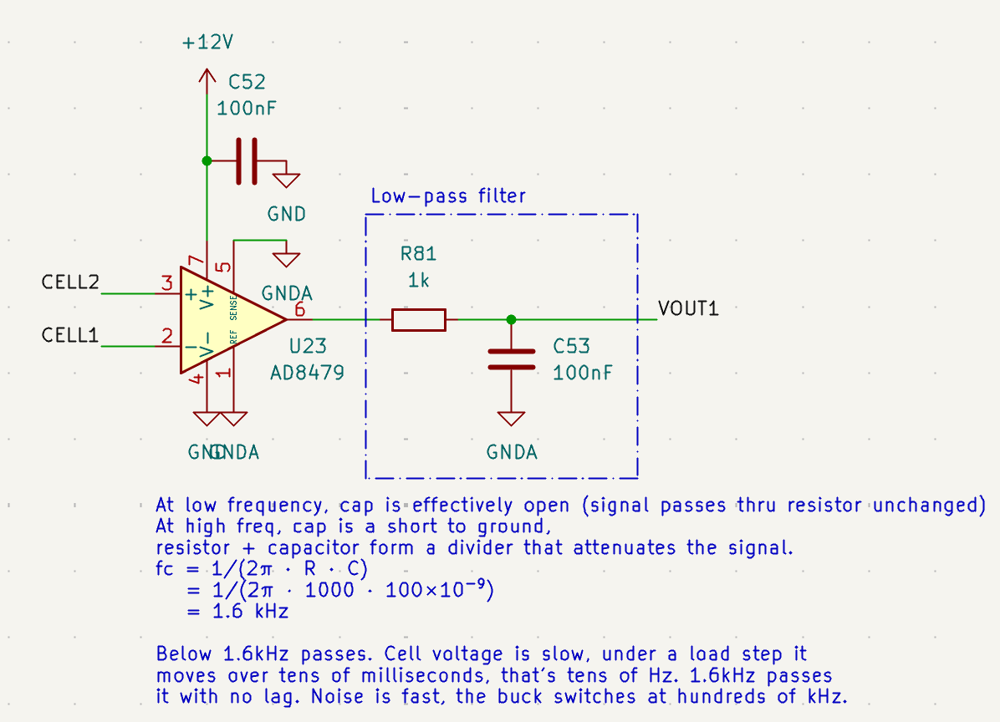 +12V
C52
100nF
GND
Low-pass filter
R81
1k
7
5
CELL2
3
+
V+
SENSE
GNDA
6
VOUT1
CELL1
2
−
V−
REF
U23
AD8479
C53
100nF
4
1
GND
GNDA
GNDA
At low frequency, cap is effectively open (signal passes thru resistor unchanged)
At high freq, cap is a short to ground,
resistor + capacitor form a divider that attenuates the signal.
fc = 1/(2π · R · C)
= 1/(2π · 1000 · 100×10⁻⁹)
= 1.6 kHz
Below 1.6kHz passes. Cell voltage is slow, under a load step it
moves over tens of milliseconds, that's tens of Hz. 1.6kHz passes
it with no lag. Noise is fast, the buck switches at hundreds of kHz.